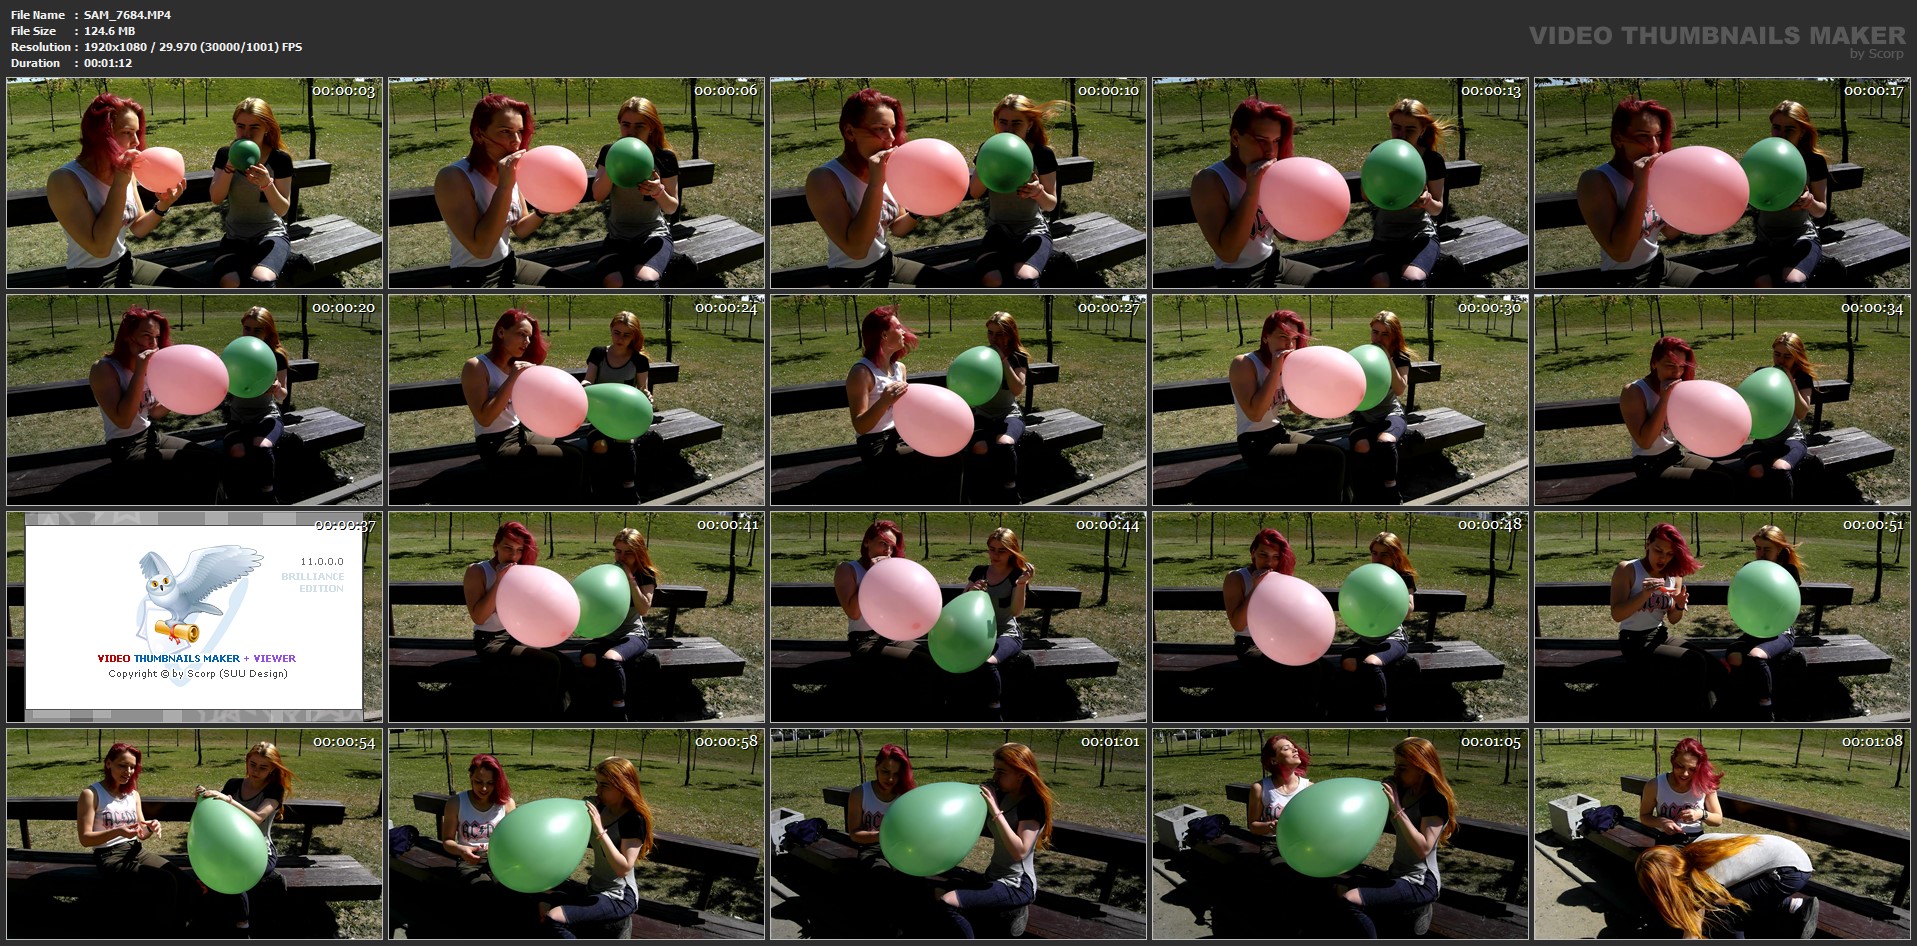 File Name : SAM_7684.MP4
File Size : 124.6 MB
Resolution : 1920x1080 / 29.970 (30000/1001) FPS
Duration : 00:01:12
VIDEO THUMBNAILS MAKER
by Scorp
00:00:03
00:00:06
00:00:10
00:00:13
00:00:17
00:00:20
00:00:24
00:00:27
00:00:30
00:00:34
00:00:37
11.0.0.0
BRILLIANCE
EDITION
VIDEO THUMBNAILS MAKER + VIEWER
Copyright © by Scorp (SUU Design)
00:00:41
00:00:44
00:00:48
00:00:51
00:00:54
00:00:58
00:01:01
00:01:05
00:01:08